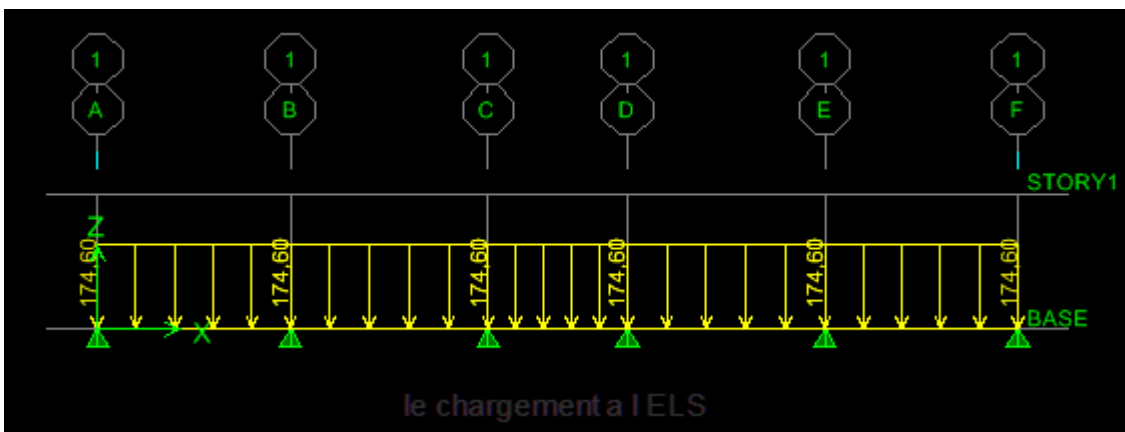 1 1 1 1 1 1
A B C D E F
STORY1
Z
174,60 174,60 174,60 174,60 174,60 174,60
X
BASE
le chargement a l ELS